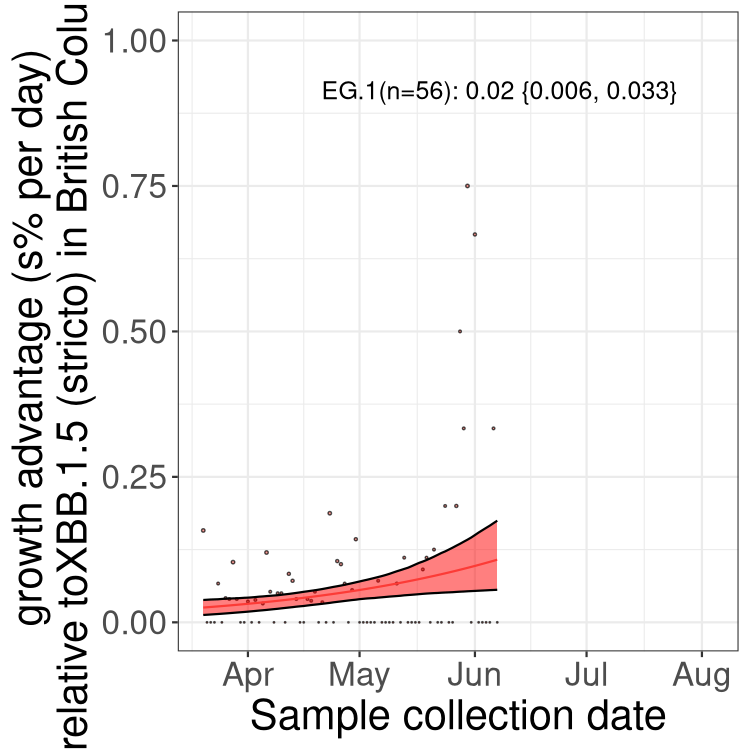 growth advantage (s% per day)
relative toXBB.1.5 (stricto) in British Colu
1.00
0.75
0.50
0.25
0.00
EG.1(n=56): 0.02 {0.006, 0.033}
Apr May Jun Jul Aug
Sample collection date